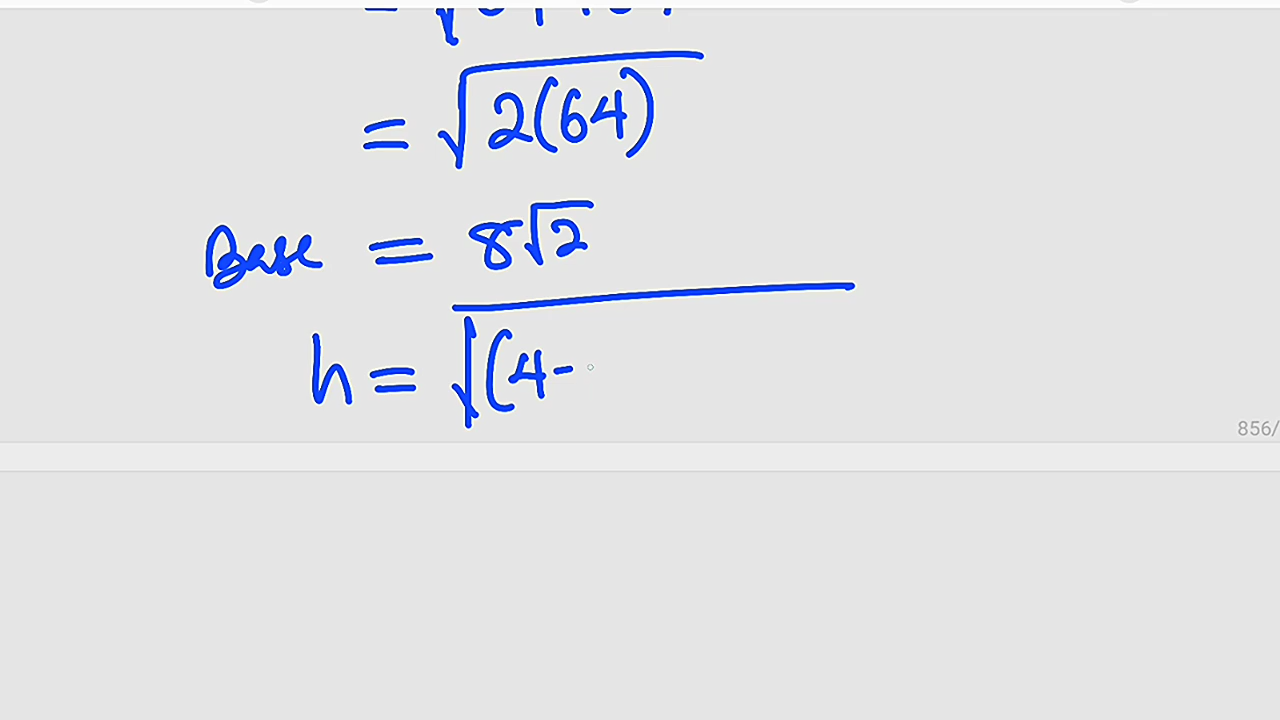 = √2(64)
Base = 8√2
h = √(4-
856/